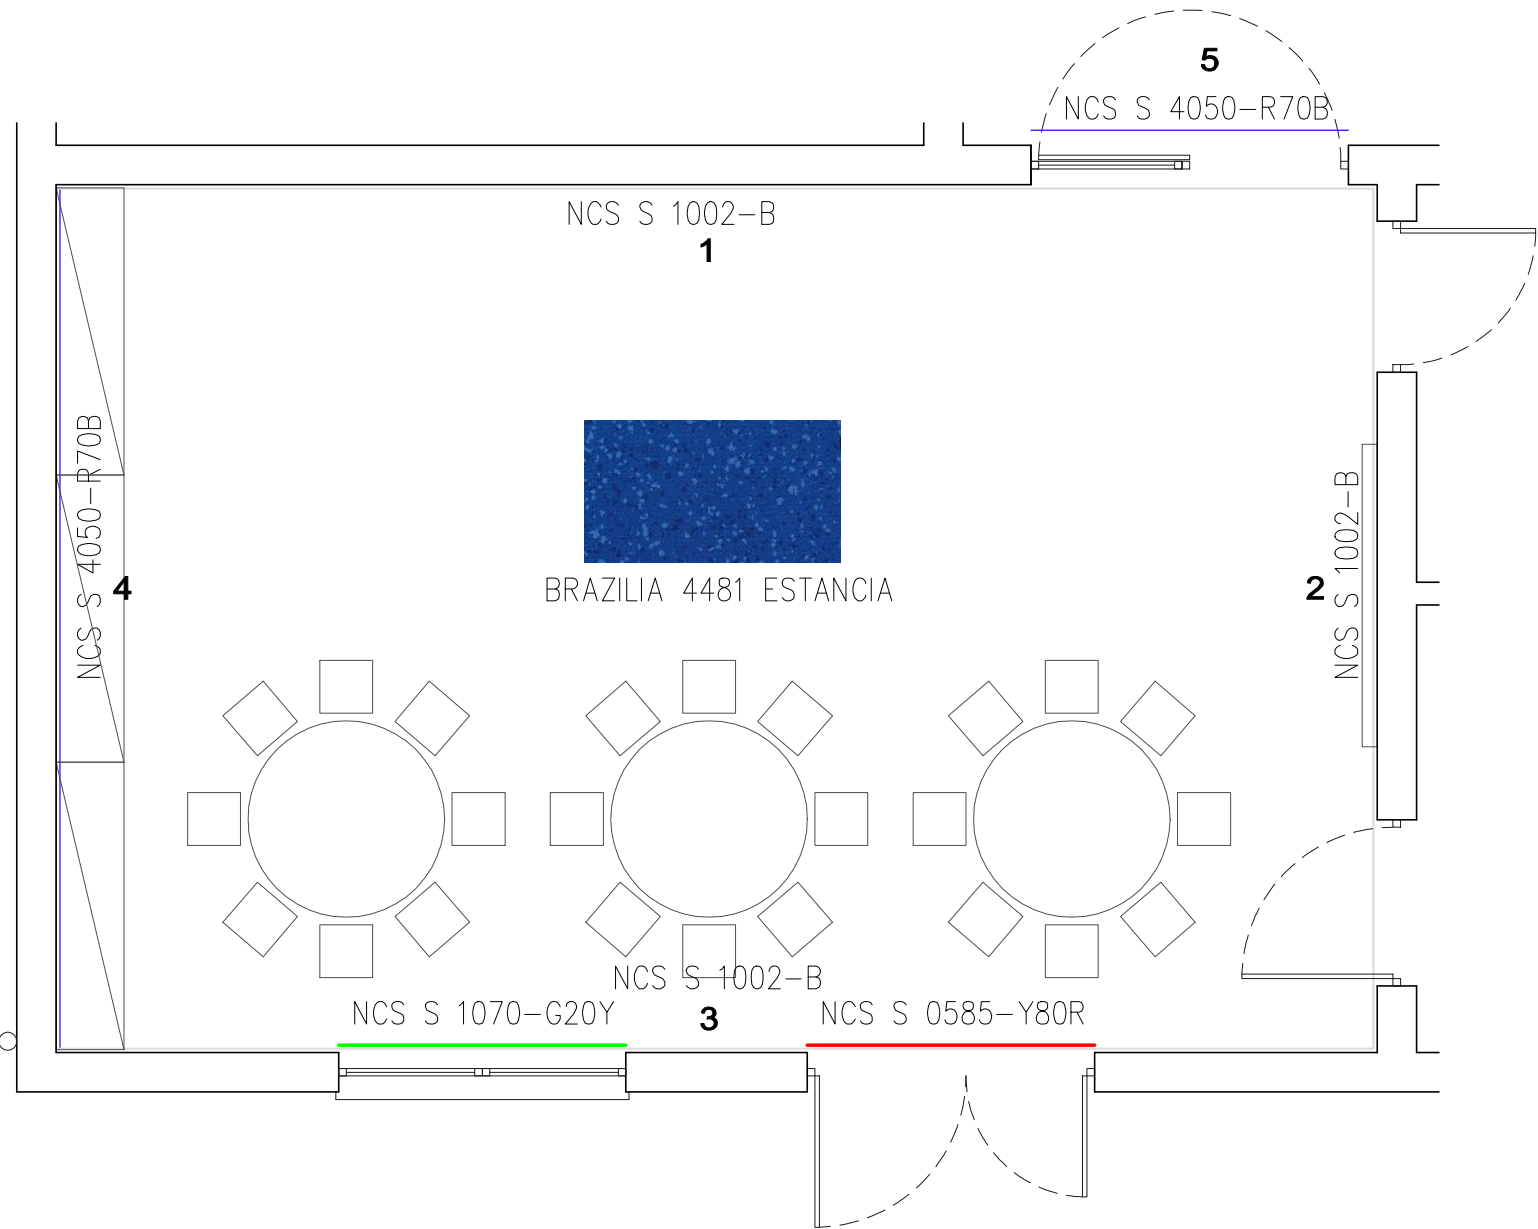 5
NCS S 4050-R70B
NCS S 1002-B
1
NCS S 4050-R70B
4
BRAZILIA 4481 ESTANCIA
2
NCS S 1002-B
NCS S 1002-B
NCS S 1070-G20Y
3
NCS S 0585-Y80R